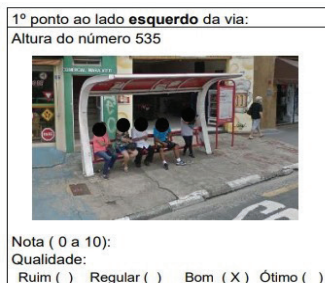 1º ponto ao lado esquerdo da via:
Altura do número 535
Nota ( 0 a 10):
Qualidade:
Ruim ( ) Regular ( ) Bom ( X ) Ótimo ( )